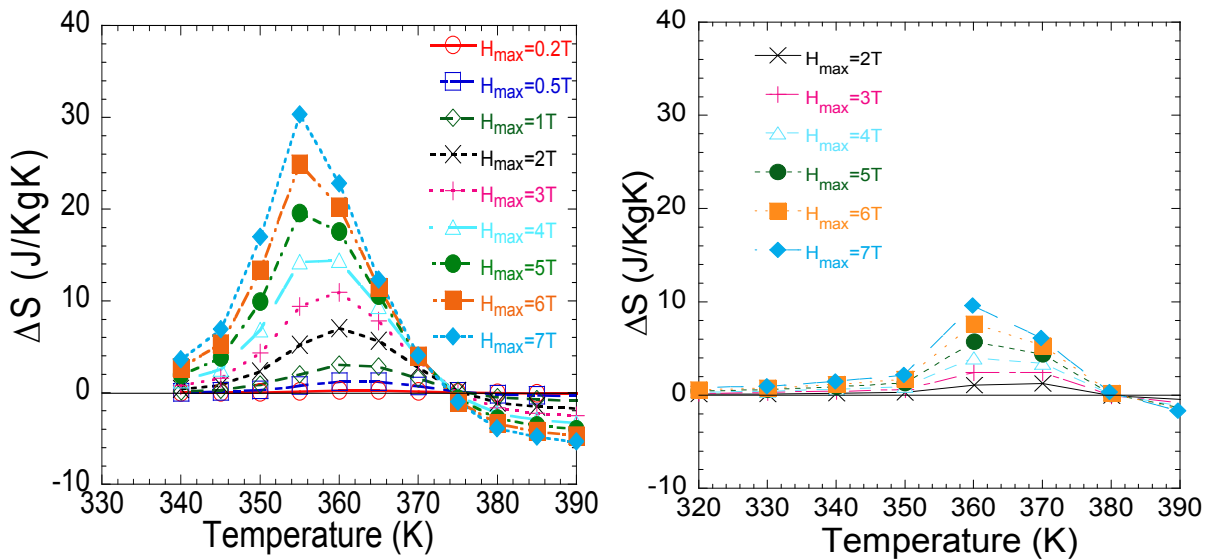 40
30
20
10
0
-10
ΔS (J/KgK)
330 340 350 360 370 380 390
Temperature (K)
Hmax=0.2T
Hmax=0.5T
Hmax=1T
Hmax=2T
Hmax=3T
Hmax=4T
Hmax=5T
Hmax=6T
Hmax=7T
40
30
20
10
0
-10
ΔS (J/KgK)
320 330 340 350 360 370 380 390
Temperature (K)
Hmax=2T
Hmax=3T
Hmax=4T
Hmax=5T
Hmax=6T
Hmax=7T